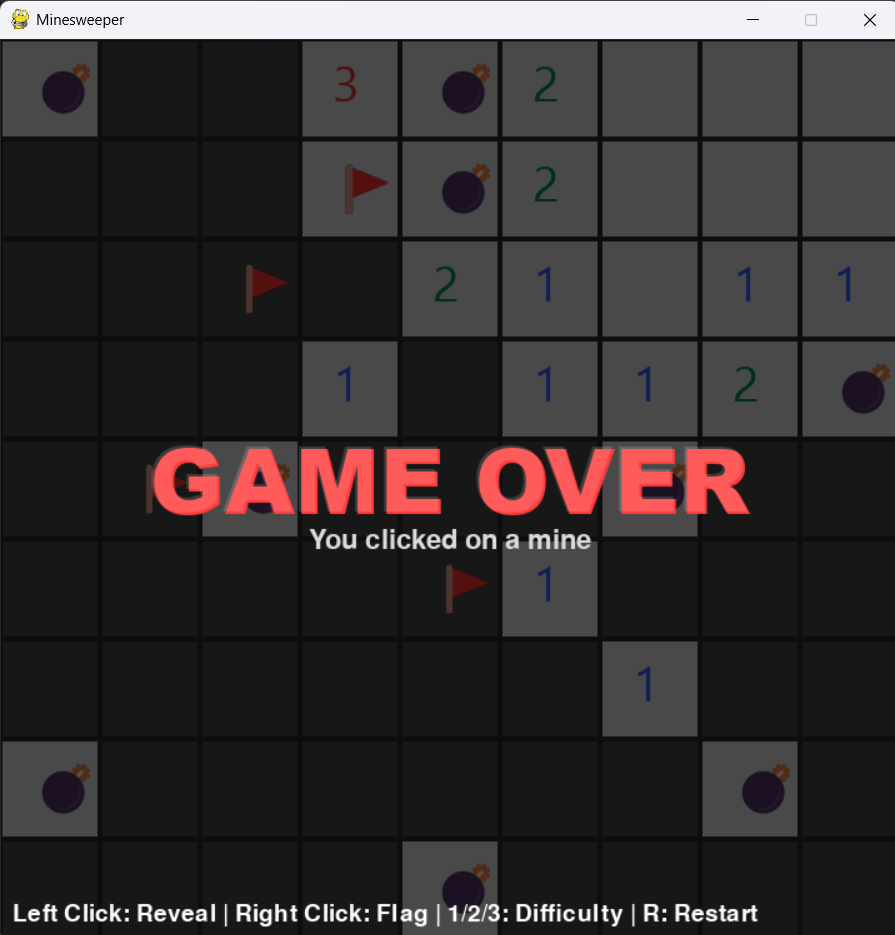 Minesweeper
3 2
2
2 1 1 1
1 1 1 2
GAME OVER
You clicked on a mine
1
1
Left Click: Reveal | Right Click: Flag | 1/2/3: Difficulty | R: Restart